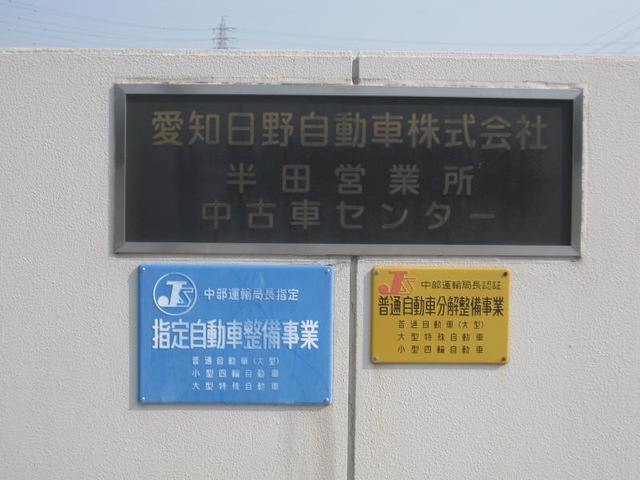 愛知日野自動車株式会社
半田営業所
中古車センター
JS 中部運輸局長指定
指定自動車整備事業
普通自動車(大型)
小型四輪自動車
大型特殊自動車
JS 中部運輸局長認証
普通自動車分解整備事業
普通自動車(大型)
大型特殊自動車
小型四輪自動車